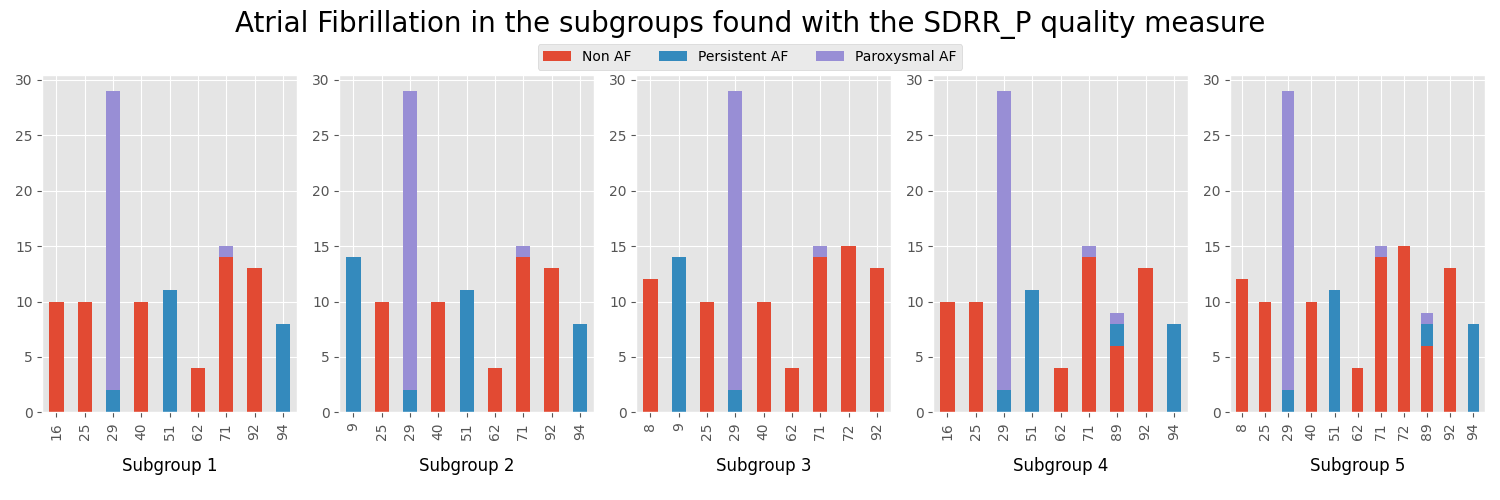 Atrial Fibrillation in the subgroups found with the SDRR_P quality measure
Non AF Persistent AF Paroxysmal AF
30
25
20
15
10
5
0
16 25 29 40 51 62 71 92 94
Subgroup 1
30
25
20
15
10
5
0
9 25 29 40 51 62 71 92 94
Subgroup 2
30
25
20
15
10
5
0
8 9 25 29 40 62 71 72 92
Subgroup 3
30
25
20
15
10
5
0
16 25 29 51 62 71 89 92 94
Subgroup 4
30
25
20
15
10
5
0
8 25 29 40 51 62 71 72 89 92 94
Subgroup 5